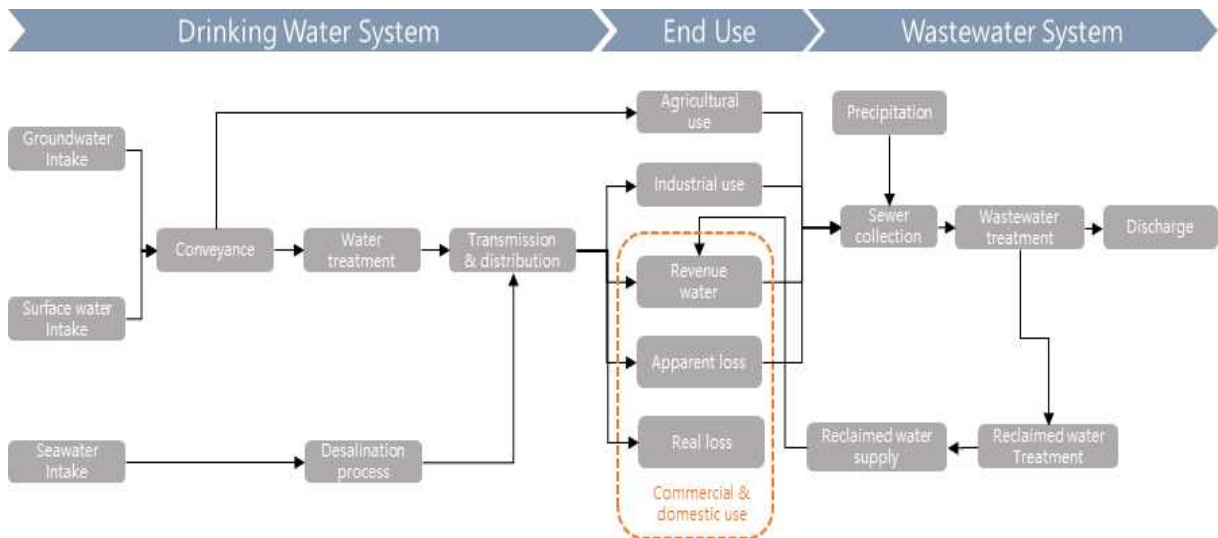 Drinking Water System
End Use
Wastewater System
Agricultural
use
Precipitation
Groundwater
Intake
Industrial use
Conveyance
Water
treatment
Transmission
& distribution
Sewer
collection
Wastewater
treatment
Discharge
Revenue
water
Surface water
Intake
Apparent loss
Seawater
Intake
Desalination
process
Real loss
Reclaimed water
supply
Reclaimed water
Treatment
Commercial &
domestic use